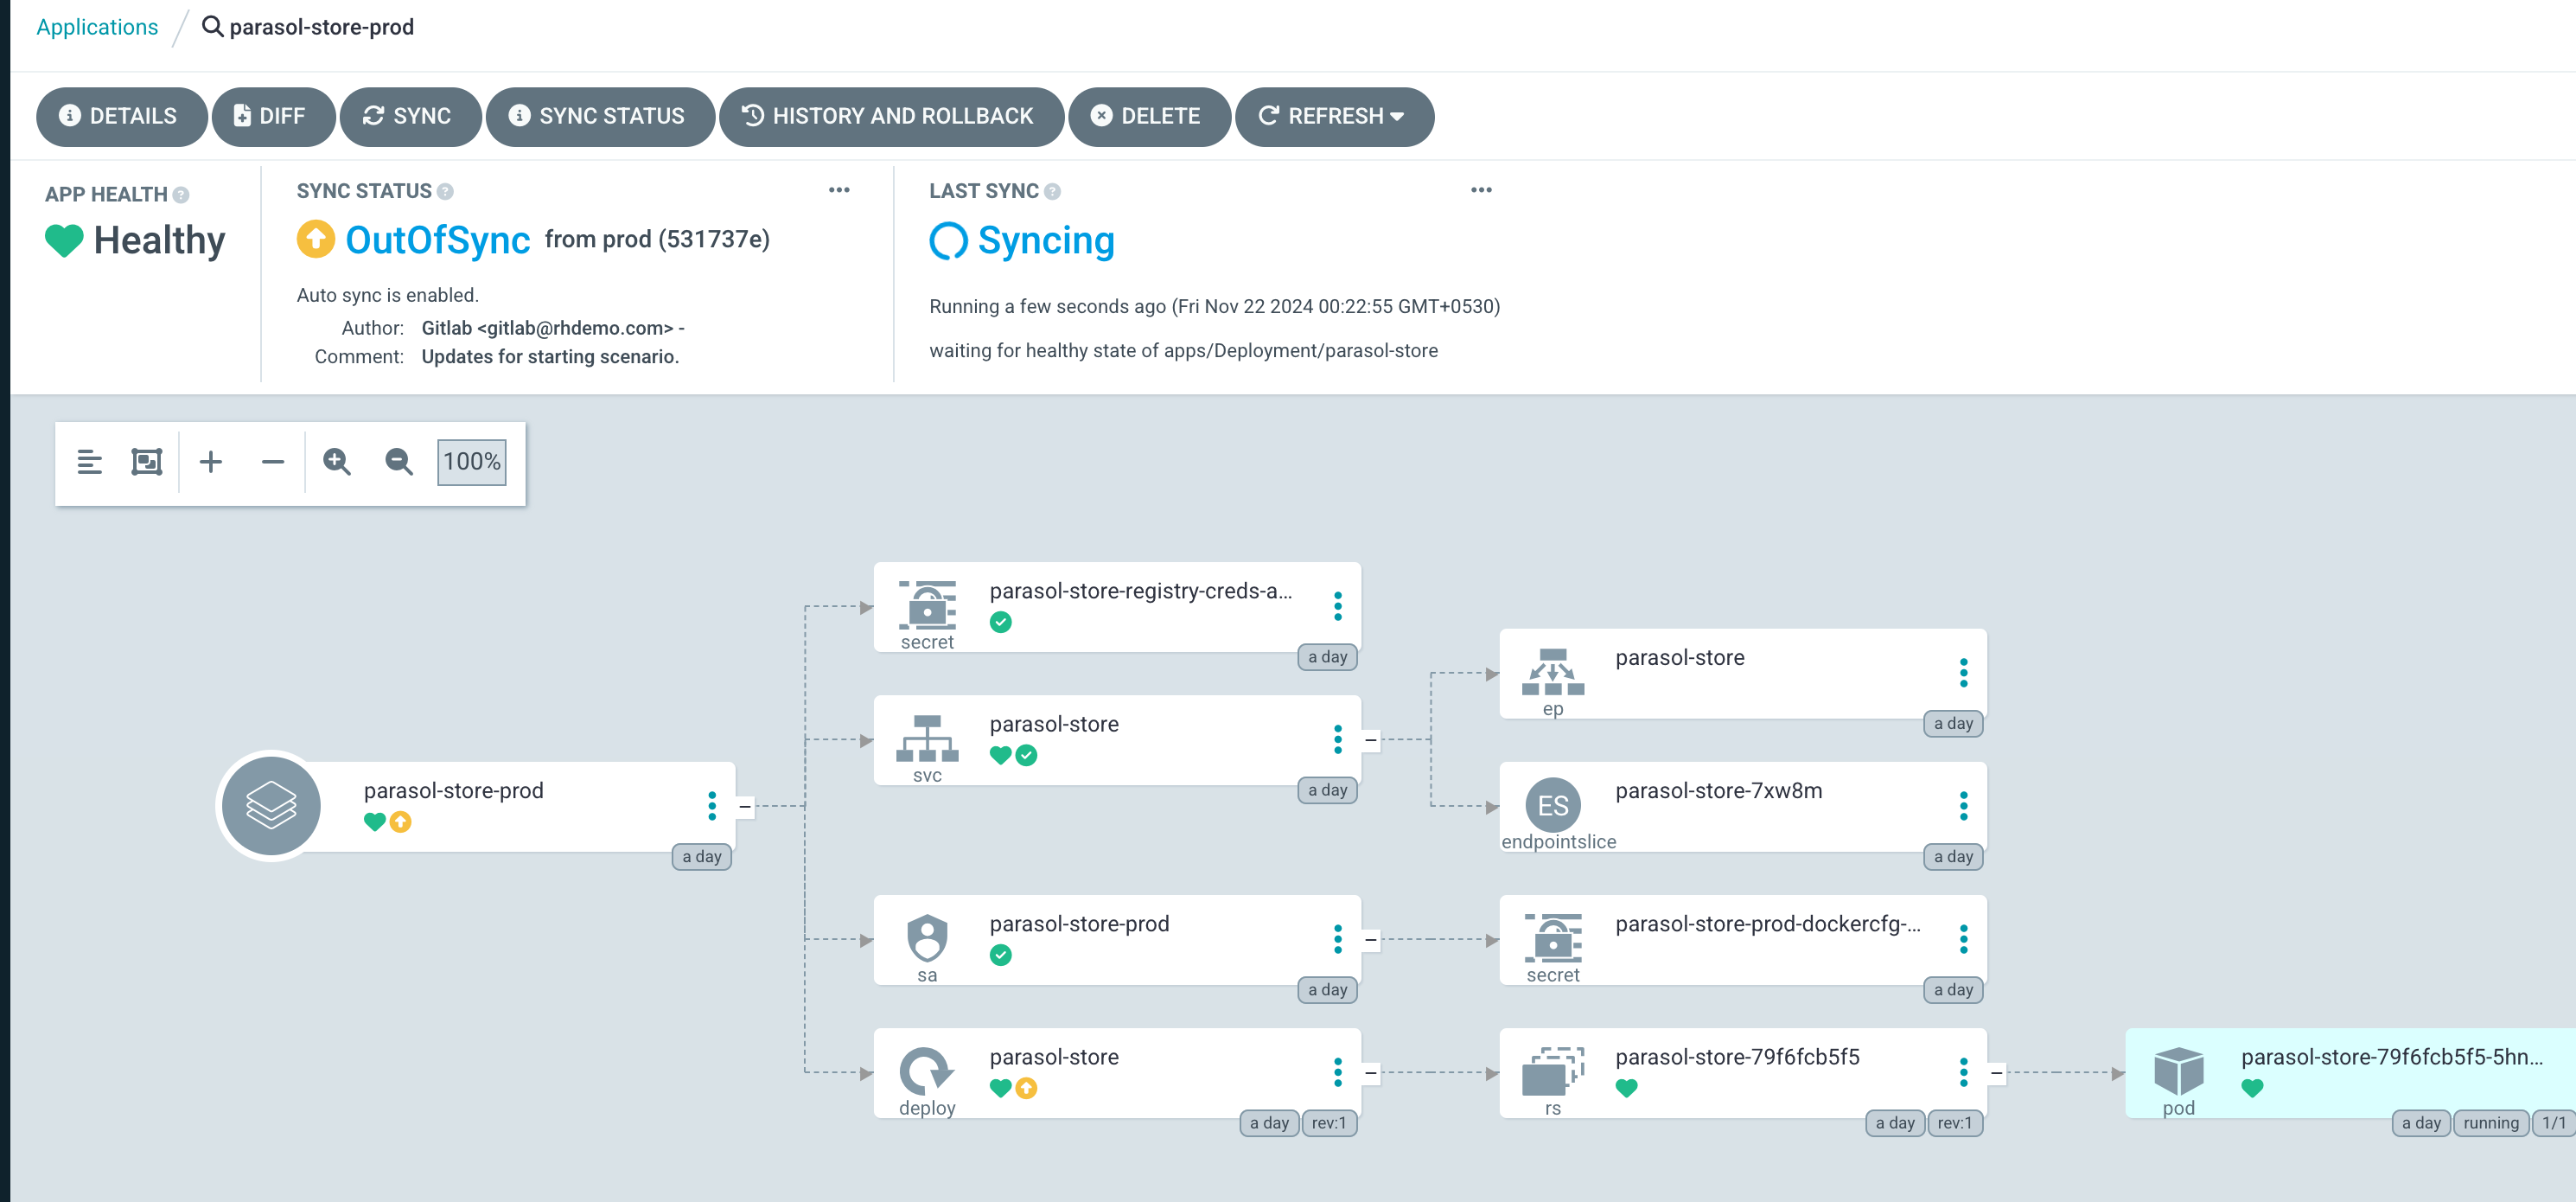 Applications
parasol-store-prod
DETAILS
DIFF
SYNC
SYNC STATUS
HISTORY AND ROLLBACK
DELETE
REFRESH
APP HEALTH
Healthy
SYNC STATUS
OutOfSync from prod (531737e)
Auto sync is enabled.
Author: Gitlab <gitlab@rhdemo.com> -
Comment: Updates for starting scenario.
LAST SYNC
Syncing
Running a few seconds ago (Fri Nov 22 2024 00:22:55 GMT+0530)
waiting for healthy state of apps/Deployment/parasol-store
100%
parasol-store-prod
a day
parasol-store-registry-creds-a...
secret
a day
parasol-store
svc
a day
parasol-store
ep
a day
ES
parasol-store-7xw8m
endpointslice
a day
parasol-store-prod
sa
a day
parasol-store-prod-dockercfg-...
secret
a day
parasol-store
deploy
a day
rev:1
parasol-store-79f6fcb5f5
rs
a day
rev:1
parasol-store-79f6fcb5f5-5hn...
pod
a day
running
1/1